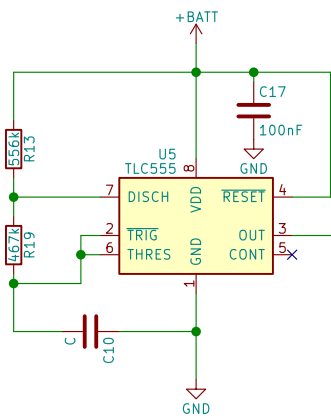 +BATT
C17
100nF
GND
556k
R13
U5
TLC555
8
7
DISCH
VDD
RESET
4
467k
R19
2
TRIG
OUT
3
6
THRES
GND
CONT
5
1
C
C10
GND